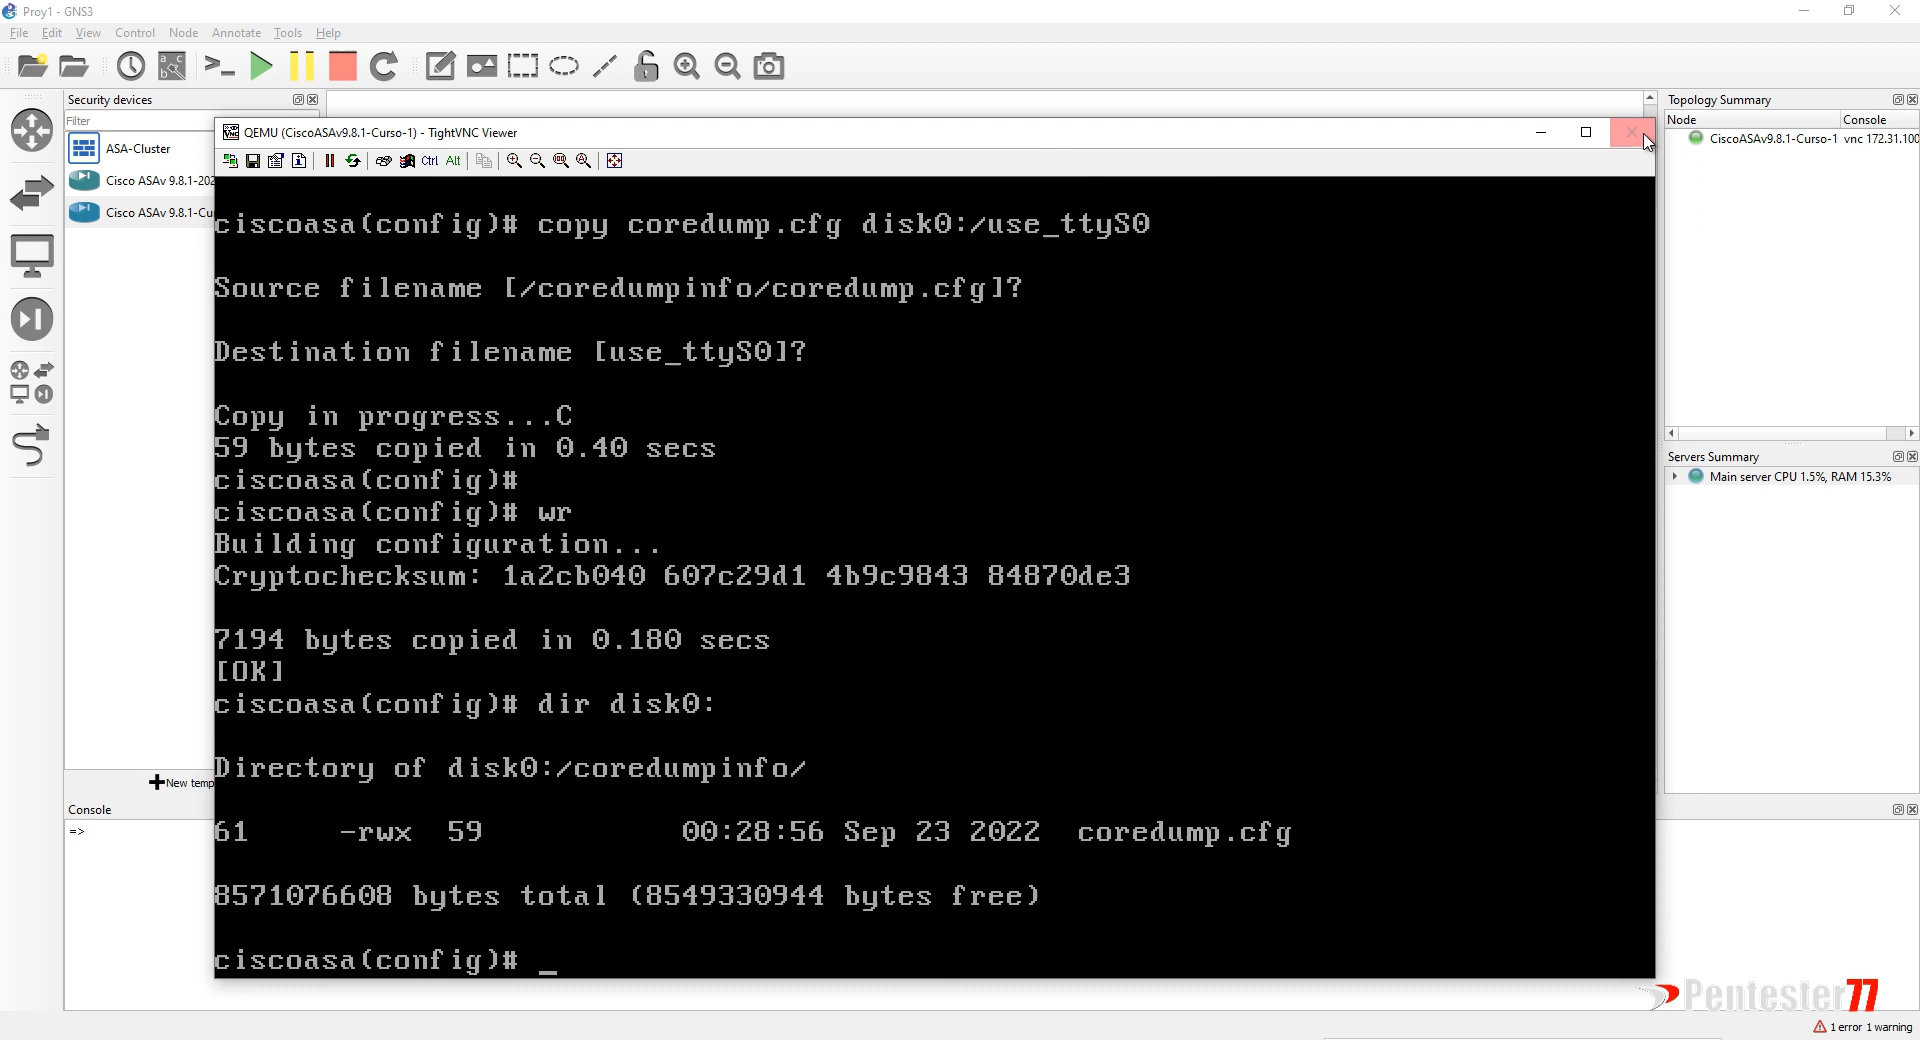 Proy1 - GNS3
File Edit View Control Node Annotate Tools Help
Security devices
Filter
ASA-Cluster
Cisco ASAv 9.8.1-202
Cisco ASAv 9.8.1-Cu
New temp
Console
=>
QEMU (CiscoASAv9.8.1-Curso-1) - TightVNC Viewer
Ctrl Alt
ciscoasa(config)# copy coredump.cfg disk0:/use_ttyS0
Source filename [/coredumpinfo/coredump.cfg]?
Destination filename [use_ttyS0]?
Copy in progress...C
59 bytes copied in 0.40 secs
ciscoasa(config)#
ciscoasa(config)# wr
Building configuration...
Cryptochecksum: 1a2cb040 607c29d1 4b9c9843 84870de3
7194 bytes copied in 0.180 secs
[OK]
ciscoasa(config)# dir disk0:
Directory of disk0:/coredumpinfo/
61 -rwx 59 00:28:56 Sep 23 2022 coredump.cfg
8571076608 bytes total (8549330944 bytes free)
ciscoasa(config)# _
Topology Summary
Node Console
CiscoASAv9.8.1-Curso-1 vnc 172.31.100
Servers Summary
Main server CPU 1.5%, RAM 15.3%
Pentester77
1 error 1 warning